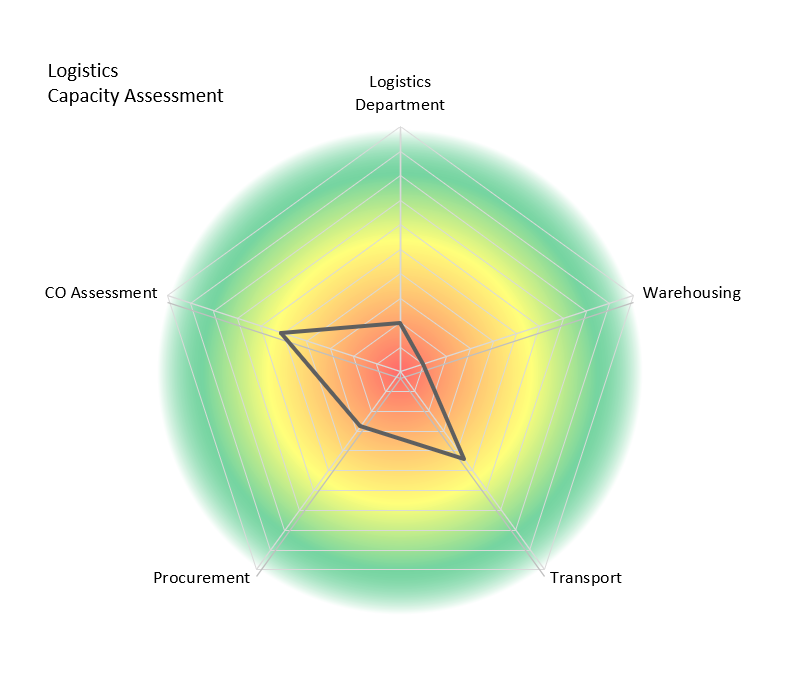 Logistics
Capacity Assessment
Logistics
Department
CO Assessment
Warehousing
Procurement
Transport